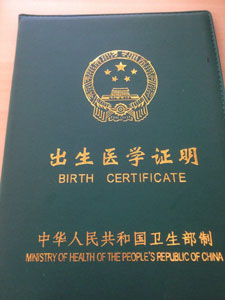 出生医学证明
BIRTH CERTIFICATE
中华人民共和国卫生部制
MINISTRY OF HEALTH OF THE PEOPLE'S REPUBLIC OF CHINA